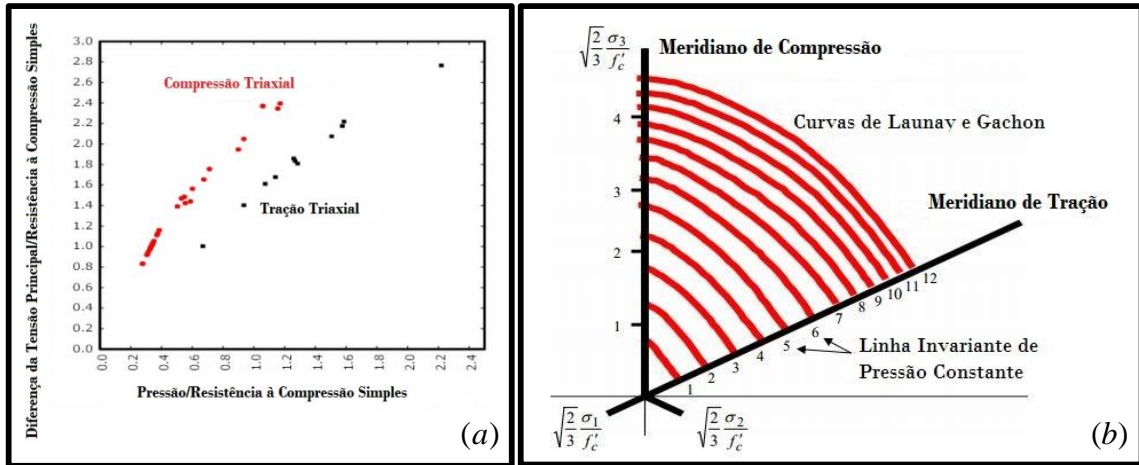 Diferença da Tensão Principal/Resistência à Compressão Simples
3.0
2.8
2.6
2.4
2.2
2.0
1.8
1.6
1.4
1.2
1.0
0.8
0.6
0.4
0.2
0.0
Compressão Triaxial
Tração Triaxial
0.0 0.2 0.4 0.6 0.8 1.0 1.2 1.4 1.6 1.8 2.0 2.2 2.4
Pressão/Resistência à Compressão Simples
(a)
√(2/3) σ₃/f'c
Meridiano de Compressão
Curvas de Launay e Gachon
Meridiano de Tração
4
3
2
1
1 2 3 4 5 6 7 8 9 10 11 12
Linha Invariante de
Pressão Constante
√(2/3) σ₁/f'c
√(2/3) σ₂/f'c
(b)